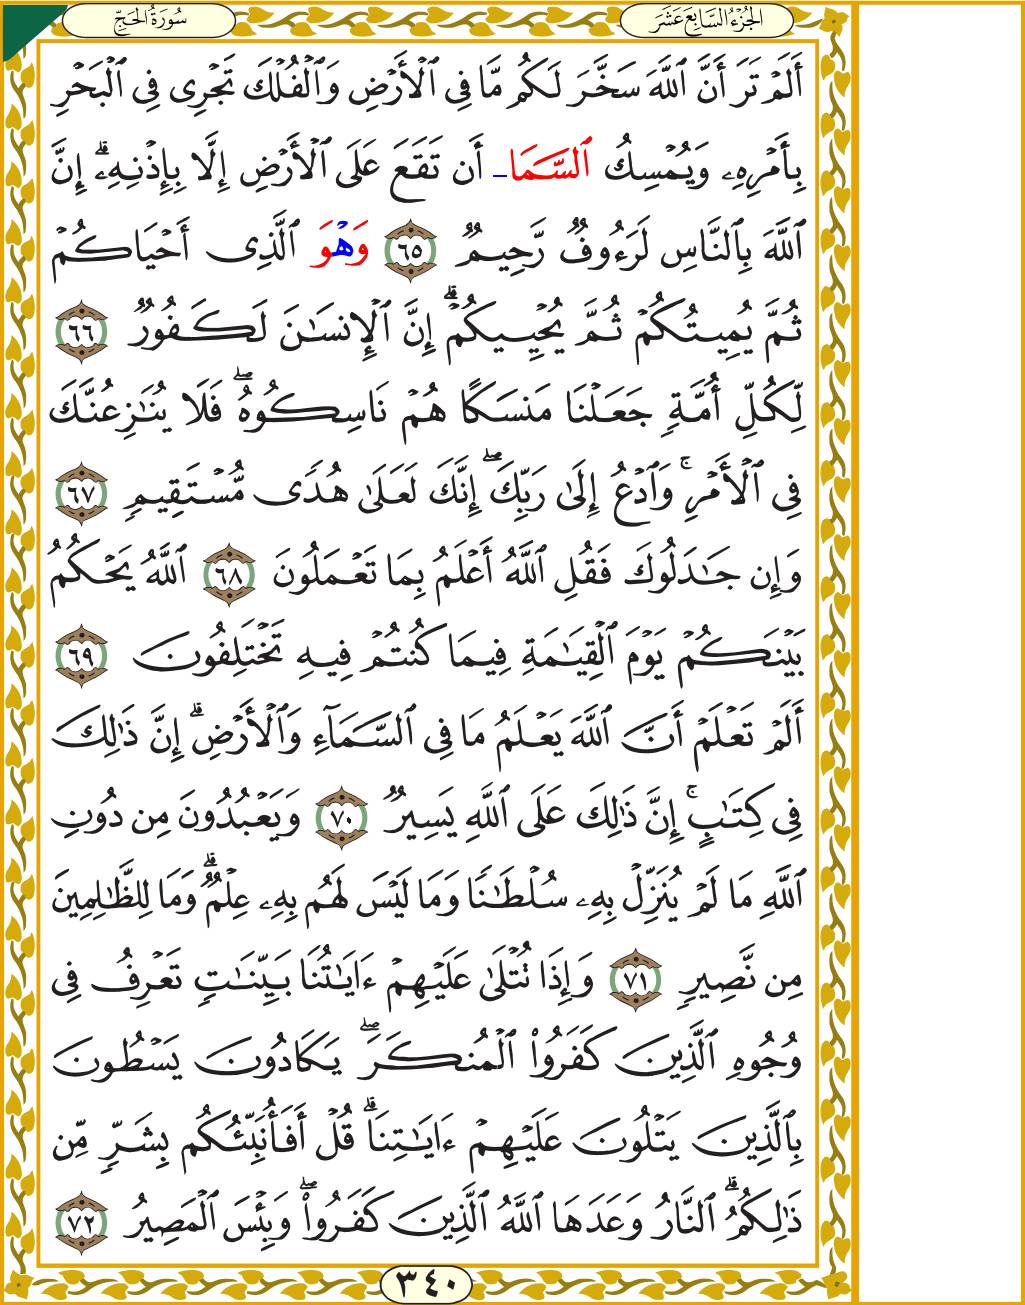 الجُزْءُ السَّابِعَ عَشَرَ
سُورَةُ الحَجِّ
أَلَمۡ تَرَ أَنَّ ٱللَّهَ سَخَّرَ لَكُم مَّا فِي ٱلۡأَرۡضِ وَٱلۡفُلۡكَ تَجۡرِي فِي ٱلۡبَحۡرِ
بِأَمۡرِهِۦ وَيُمۡسِكُ ٱلسَّمَا أَن تَقَعَ عَلَى ٱلۡأَرۡضِ إِلَّا بِإِذۡنِهِۦٓۗ إِنَّ
ٱللَّهَ بِٱلنَّاسِ لَرَءُوفٞ رَّحِيمٞ ٦٥ وَهۡوَ ٱلَّذِيٓ أَحۡيَاكُمۡ
ثُمَّ يُمِيتُكُمۡ ثُمَّ يُحۡيِيكُمۡۗ إِنَّ ٱلۡإِنسَٰنَ لَكَفُورٞ ٦٦
لِّكُلِّ أُمَّةٖ جَعَلۡنَا مَنسَكًا هُمۡ نَاسِكُوهُۖ فَلَا يُنَٰزِعُنَّكَ
فِي ٱلۡأَمۡرِۚ وَٱدۡعُ إِلَىٰ رَبِّكَۖ إِنَّكَ لَعَلَىٰ هُدٗى مُّسۡتَقِيمٖ ٦٧
وَإِن جَٰدَلُوكَ فَقُلِ ٱللَّهُ أَعۡلَمُ بِمَا تَعۡمَلُونَ ٦٨ ٱللَّهُ يَحۡكُمُ
بَيۡنَكُمۡ يَوۡمَ ٱلۡقِيَٰمَةِ فِيمَا كُنتُمۡ فِيهِ تَخۡتَلِفُونَ ٦٩
أَلَمۡ تَعۡلَمۡ أَنَّ ٱللَّهَ يَعۡلَمُ مَا فِي ٱلسَّمَآءِ وَٱلۡأَرۡضِۗ إِنَّ ذَٰلِكَ
فِي كِتَٰبٍۚ إِنَّ ذَٰلِكَ عَلَى ٱللَّهِ يَسِيرٞ ٧٠ وَيَعۡبُدُونَ مِن دُونِ
ٱللَّهِ مَا لَمۡ يُنَزِّلۡ بِهِۦ سُلۡطَٰنٗا وَمَا لَيۡسَ لَهُم بِهِۦ عِلۡمٞۗ وَمَا لِلظَّٰلِمِينَ
مِن نَّصِيرٖ ٧١ وَإِذَا تُتۡلَىٰ عَلَيۡهِمۡ ءَايَٰتُنَا بَيِّنَٰتٖ تَعۡرِفُ فِي
وُجُوهِ ٱلَّذِينَ كَفَرُواْ ٱلۡمُنكَرَۖ يَكَادُونَ يَسۡطُونَ
بِٱلَّذِينَ يَتۡلُونَ عَلَيۡهِمۡ ءَايَٰتِنَاۗ قُلۡ أَفَأُنَبِّئُكُم بِشَرّٖ مِّن
ذَٰلِكُمُۗ ٱلنَّارُ وَعَدَهَا ٱللَّهُ ٱلَّذِينَ كَفَرُواْۖ وَبِئۡسَ ٱلۡمَصِيرُ ٧٢
٣٤٠